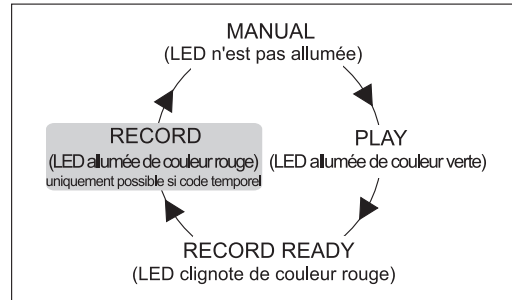 MANUAL
(LED n'est pas allumée)
RECORD
(LED allumée de couleur rouge)
uniquement possible si code temporel
PLAY
(LED allumée de couleur verte)
RECORD READY
(LED clignote de couleur rouge)